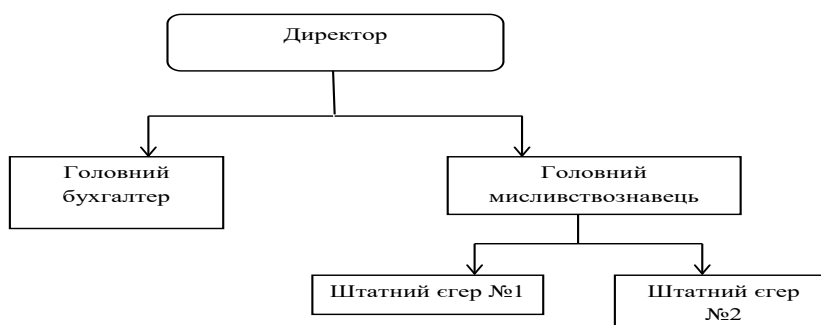 Директор
Головний
бухгалтер
Головний
мисливствознавець
Штатний єгер №1
Штатний єгер
№2